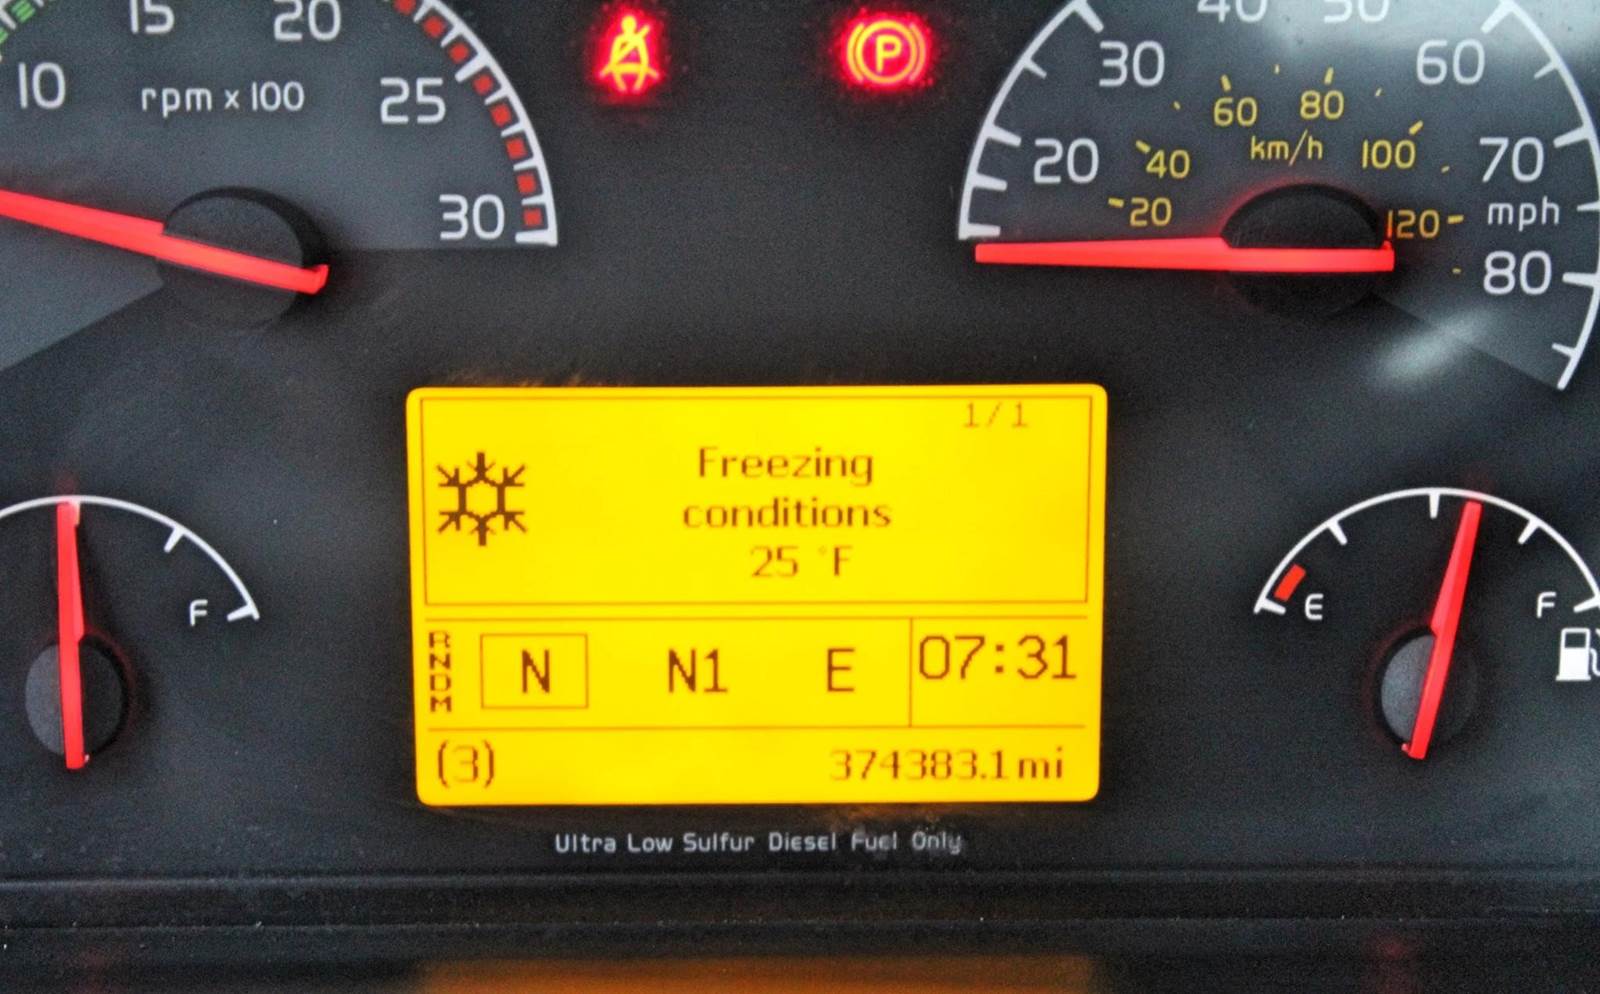 15
20
10
rpm x 100
25
30
P
40
50
30
60
60
80
km/h
20
40
100
70
20
120
mph
80
1/1
Freezing
conditions
25 °F
F
E
F
R
N
D
M
N
N1
E
07:31
(3)
374383.1 mi
Ultra Low Sulfur Diesel Fuel Only